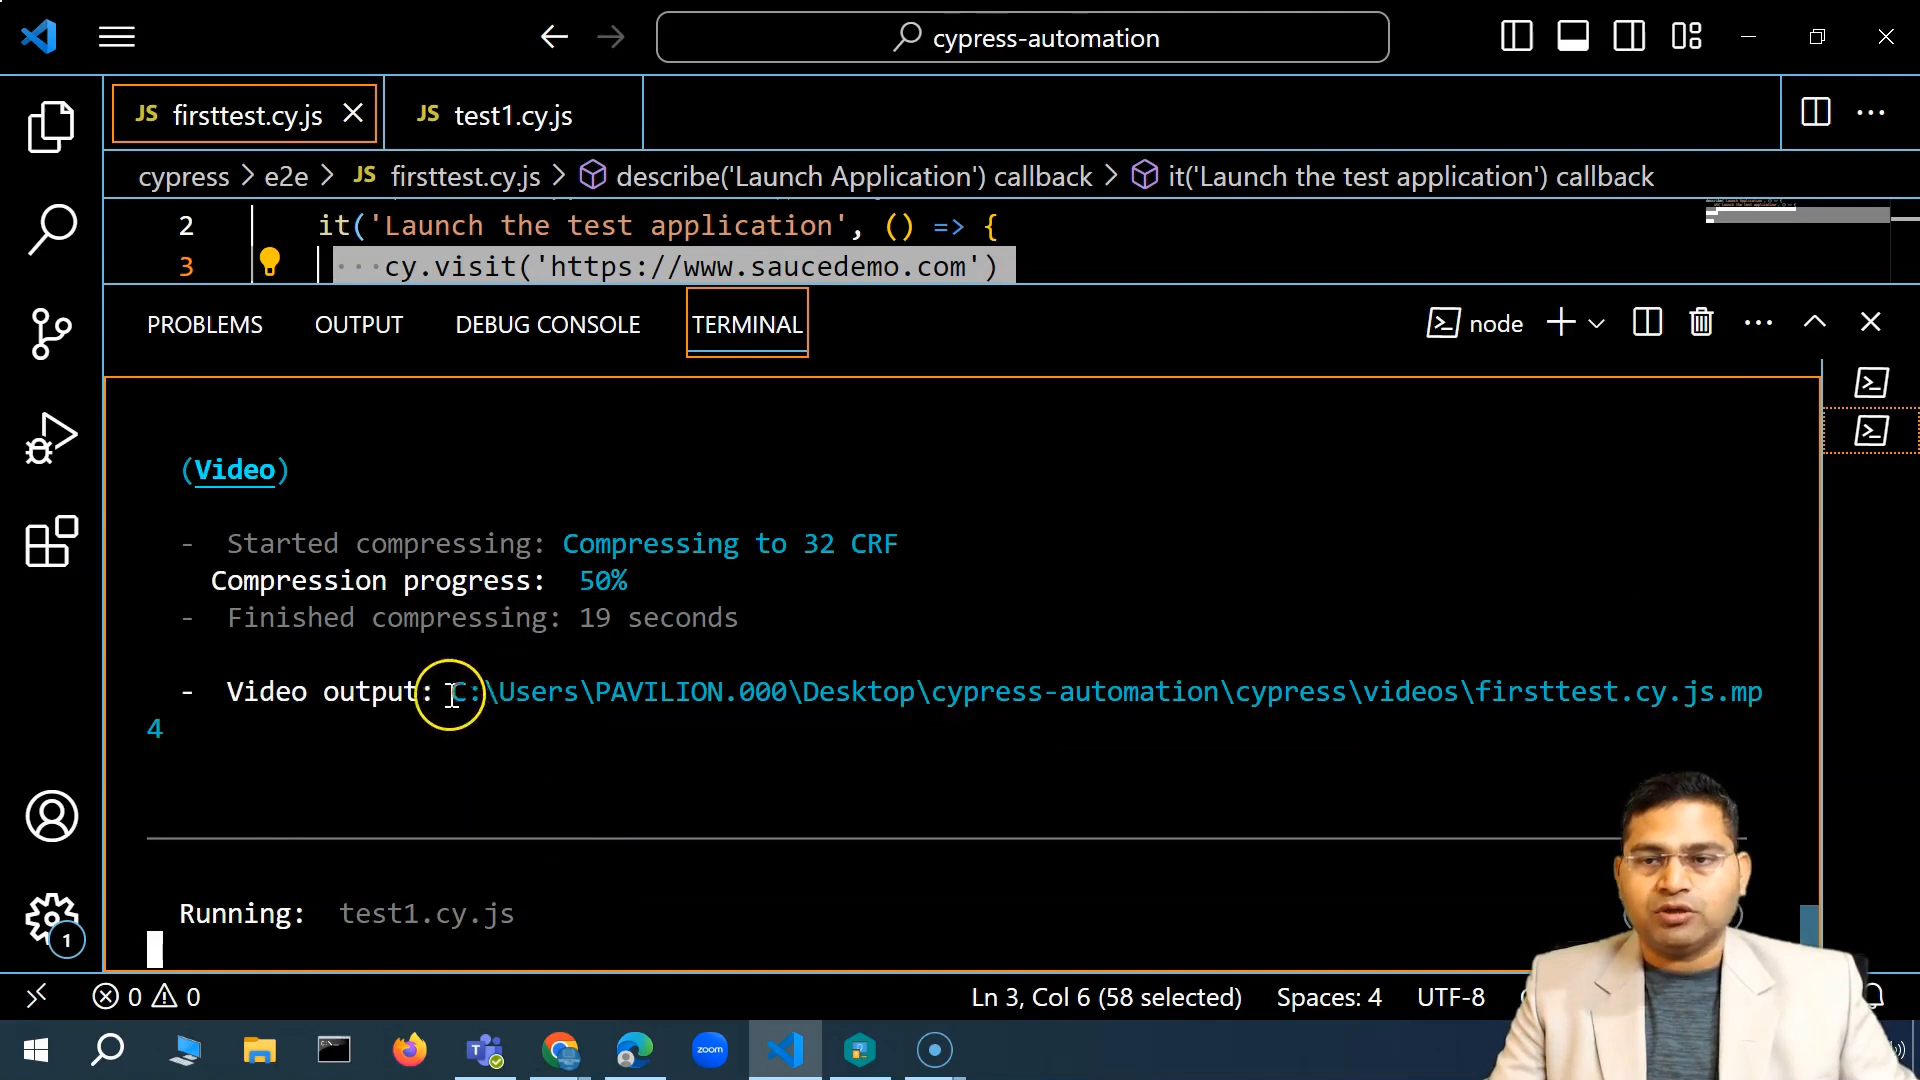 cypress-automation
JS firsttest.cy.js
JS test1.cy.js
cypress > e2e > JS firsttest.cy.js > describe('Launch Application') callback > it('Launch the test application') callback
2 it('Launch the test application', () => {
3 ···cy.visit('https://www.saucedemo.com')
PROBLEMS OUTPUT DEBUG CONSOLE TERMINAL node
(Video)
- Started compressing: Compressing to 32 CRF
Compression progress: 50%
- Finished compressing: 19 seconds
- Video output: C:\Users\PAVILION.000\Desktop\cypress-automation\cypress\videos\firsttest.cy.js.mp
4
Running: test1.cy.js
1
0 0 Ln 3, Col 6 (58 selected) Spaces: 4 UTF-8
zoom